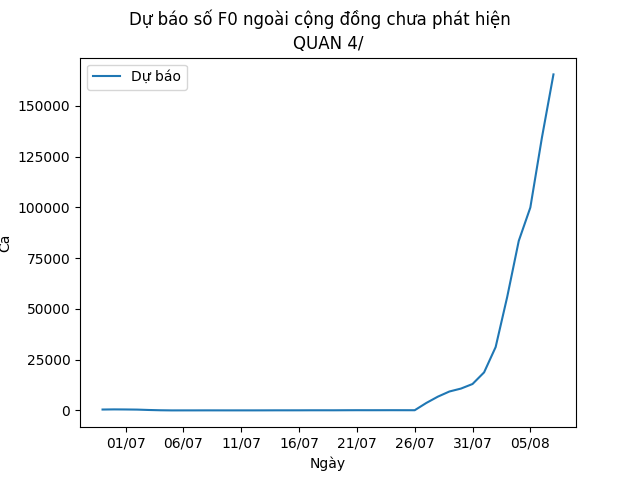 Dự báo số F0 ngoài cộng đồng chưa phát hiện
QUAN 4/
Dự báo
150000
125000
100000
75000
50000
25000
0
Ca
01/07 06/07 11/07 16/07 21/07 26/07 31/07 05/08
Ngày